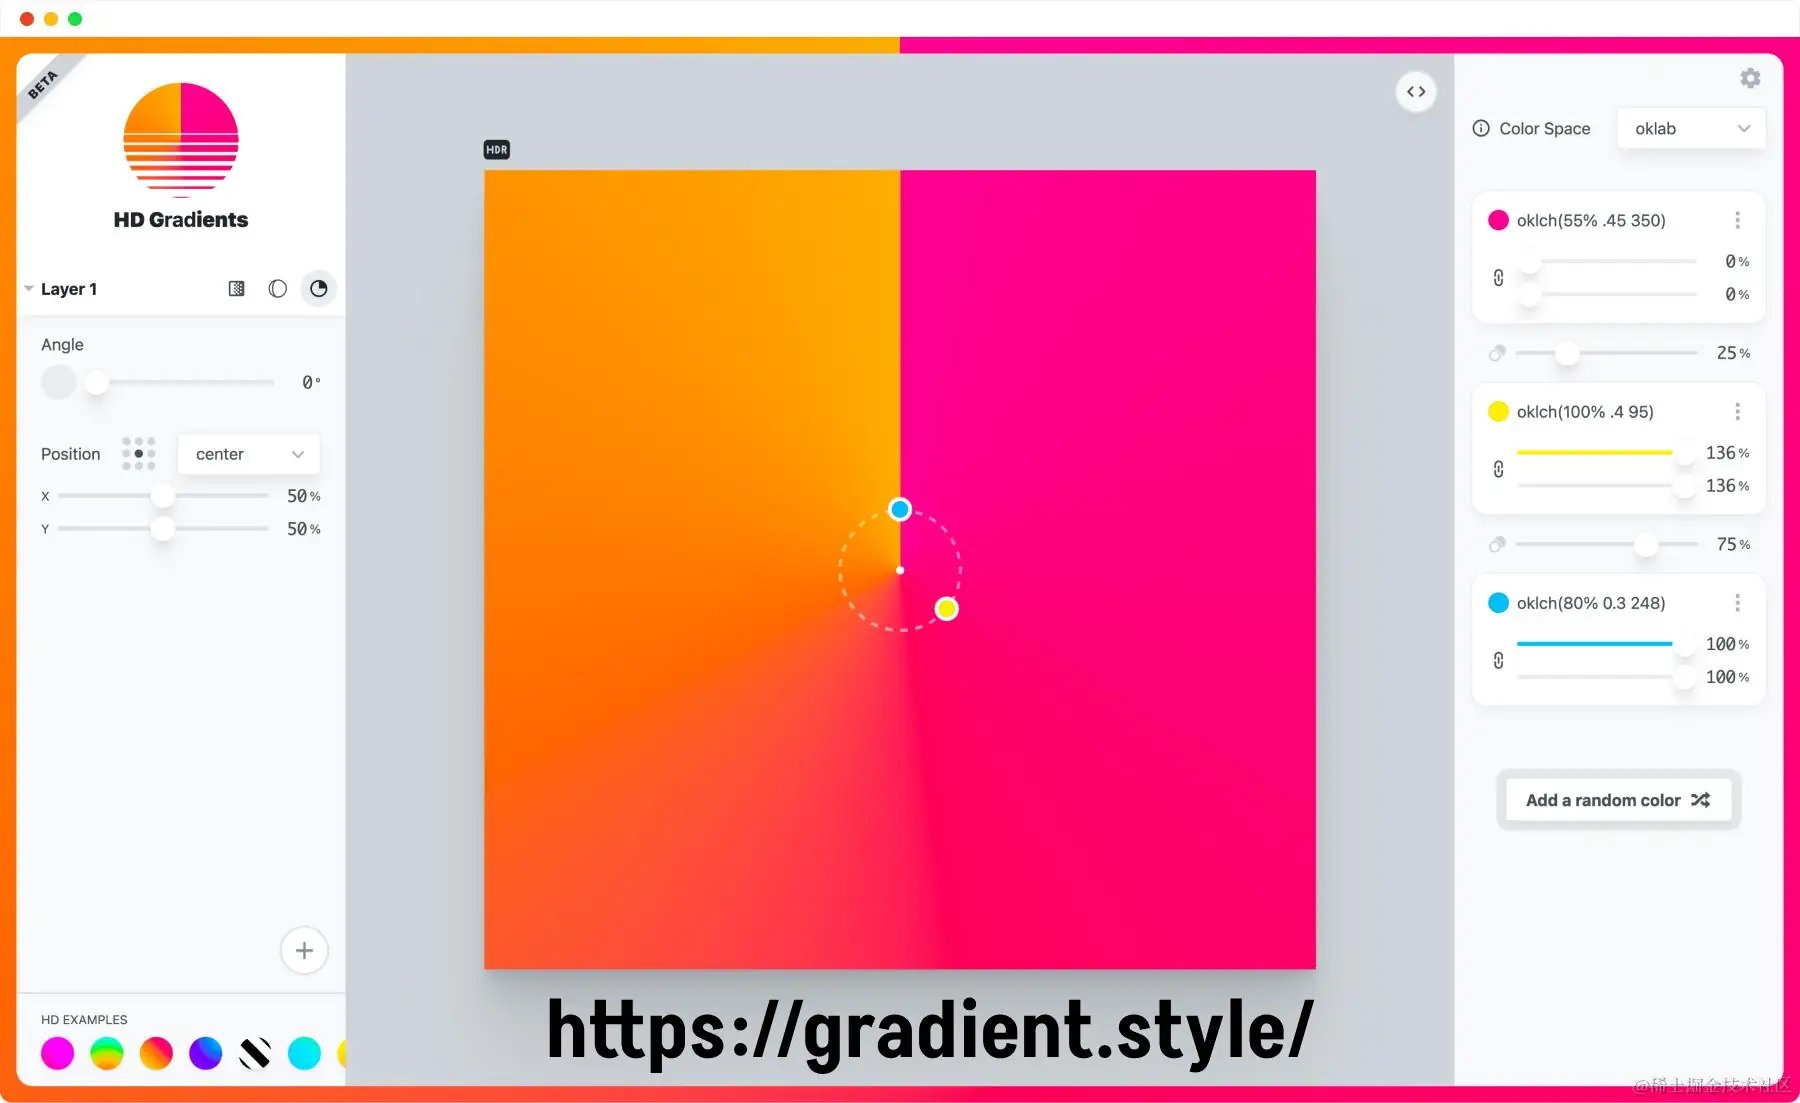 BETA
HD Gradients
Layer 1
Angle
0°
Position
center
X
50%
Y
50%
HD EXAMPLES
HDR
https://gradient.style/
Color Space
oklab
oklch(55% .45 350)
0%
0%
25%
oklch(100% .4 95)
136%
136%
75%
oklch(80% 0.3 248)
100%
100%
Add a random color
@稀土掘金技术社区